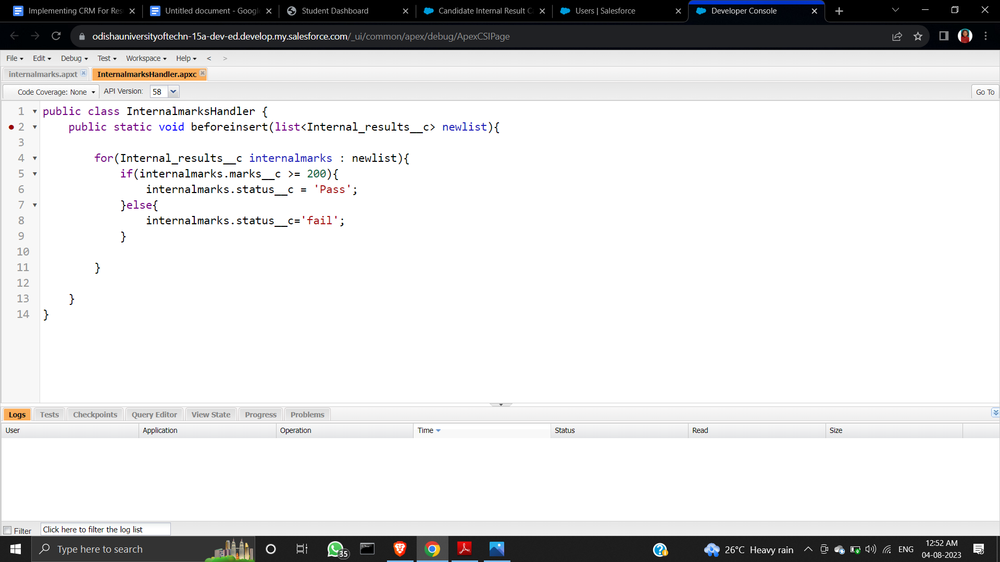 Implementing CRM For Res
Untitled document - Googl
Student Dashboard
Candidate Internal Result C
Users | Salesforce
Developer Console
odishauniversityoftechn-15a-dev-ed.develop.my.salesforce.com/_ui/common/apex/debug/ApexCSIPage
File Edit Debug Test Workspace Help < >
internalmarks.apxt InternalmarksHandler.apxc
Code Coverage: None API Version: 58 Go To
1 public class InternalmarksHandler {
2 public static void beforeinsert(list<Internal_results__c> newlist){
3
4 for(Internal_results__c internalmarks : newlist){
5 if(internalmarks.marks__c >= 200){
6 internalmarks.status__c = 'Pass';
7 }else{
8 internalmarks.status__c='fail';
9 }
10
11 }
12
13 }
14 }
Logs Tests Checkpoints Query Editor View State Progress Problems
User Application Operation Time Status Read Size
Filter Click here to filter the log list
Type here to search
35
26°C Heavy rain
ENG
12:52 AM
04-08-2023